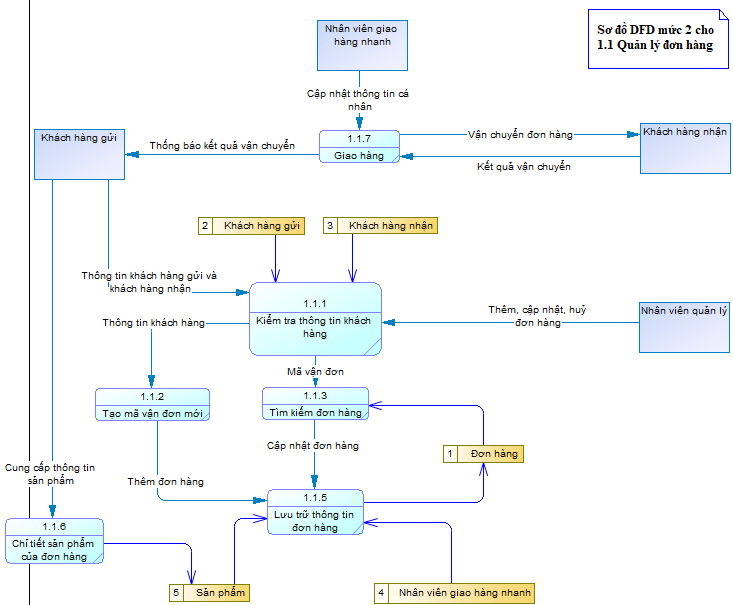 Nhân viên giao
hàng nhanh
Sơ đồ DFD mức 2 cho
1.1 Quản lý đơn hàng
Cập nhật thông tin cá
nhân
Khách hàng gửi
Thống báo kết quả vận chuyển
1.1.7
Giao hàng
Vận chuyển đơn hàng
Kết quả vận chuyển
Khách hàng nhận
2 Khách hàng gửi
3 Khách hàng nhận
Thông tin khách hàng gửi và
khách hàng nhận
1.1.1
Kiểm tra thông tin khách
hàng
Thêm, cập nhật, huỷ
đơn hàng
Nhân viên quản lý
Thông tin khách hàng
Mã vận đơn
1.1.2
Tạo mã vận đơn mới
1.1.3
Tìm kiếm đơn hàng
Cập nhật đơn hàng
1 Đơn hàng
Cung cấp thông tin
sản phẩm
Thêm đơn hàng
1.1.5
Lưu trữ thông tin
đơn hàng
1.1.6
Chi tiết sản phẩm
của đơn hàng
5 Sản phẩm
4 Nhân viên giao hàng nhanh